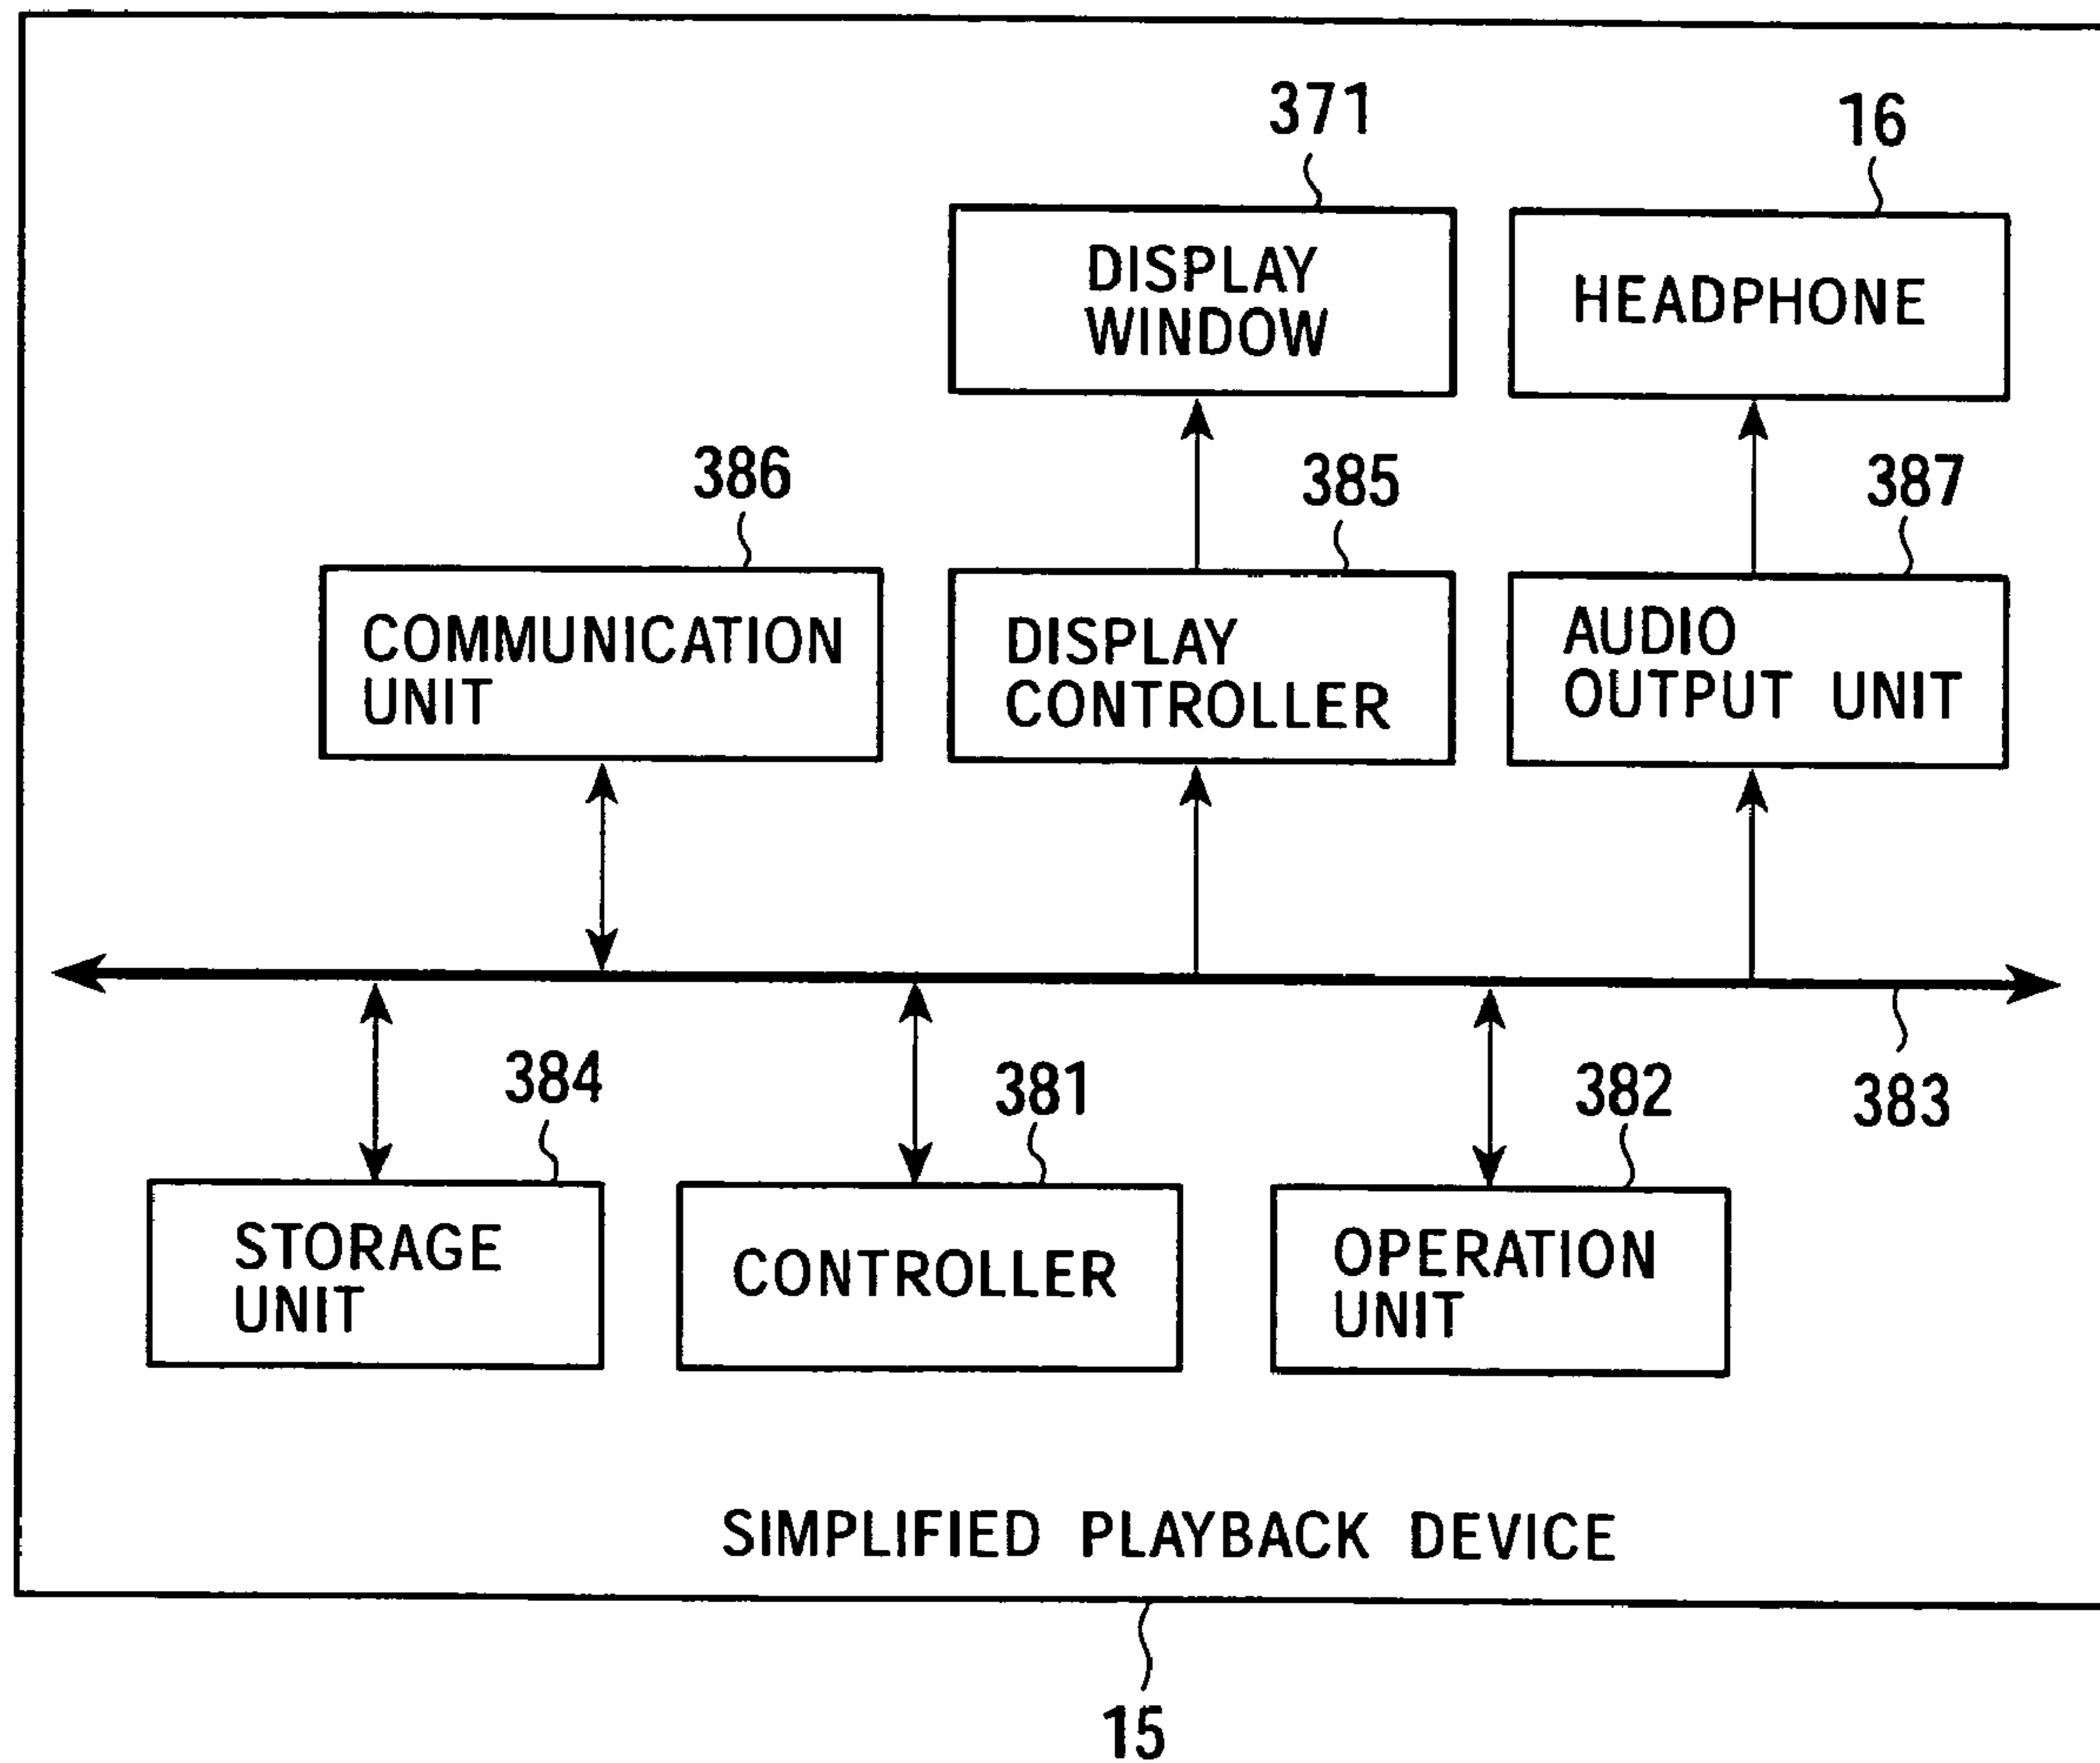 371
16
DISPLAY
WINDOW
HEADPHONE
386
385
387
COMMUNICATION
UNIT
DISPLAY
CONTROLLER
AUDIO
OUTPUT UNIT
384
381
382
383
STORAGE
UNIT
CONTROLLER
OPERATION
UNIT
SIMPLIFIED PLAYBACK DEVICE
15